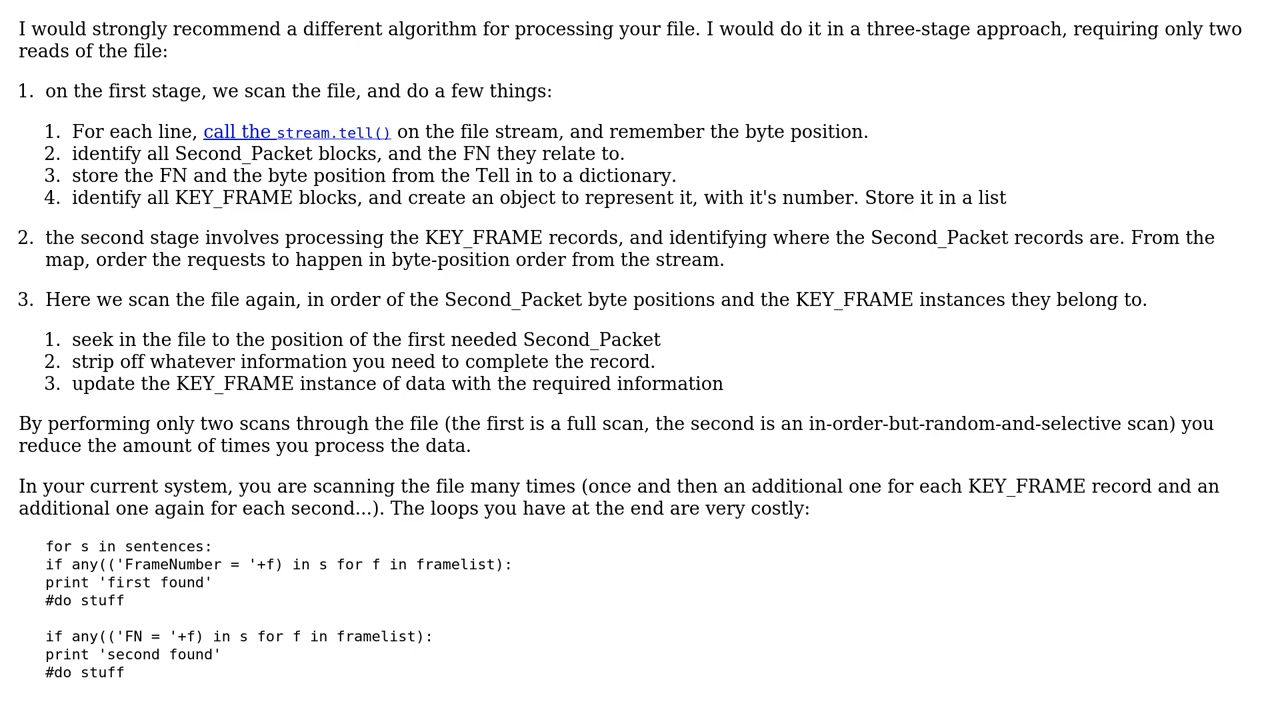 I would strongly recommend a different algorithm for processing your file. I would do it in a three-stage approach, requiring only two
reads of the file:
1. on the first stage, we scan the file, and do a few things:
1. For each line, call the stream.tell() on the file stream, and remember the byte position.
2. identify all Second_Packet blocks, and the FN they relate to.
3. store the FN and the byte position from the Tell in to a dictionary.
4. identify all KEY_FRAME blocks, and create an object to represent it, with it's number. Store it in a list
2. the second stage involves processing the KEY_FRAME records, and identifying where the Second_Packet records are. From the
map, order the requests to happen in byte-position order from the stream.
3. Here we scan the file again, in order of the Second_Packet byte positions and the KEY_FRAME instances they belong to.
1. seek in the file to the position of the first needed Second_Packet
2. strip off whatever information you need to complete the record.
3. update the KEY_FRAME instance of data with the required information
By performing only two scans through the file (the first is a full scan, the second is an in-order-but-random-and-selective scan) you
reduce the amount of times you process the data.
In your current system, you are scanning the file many times (once and then an additional one for each KEY_FRAME record and an
additional one again for each second...). The loops you have at the end are very costly:
for s in sentences:
if any(('FrameNumber = '+f) in s for f in framelist):
print 'first found'
#do stuff
if any(('FN = '+f) in s for f in framelist):
print 'second found'
#do stuff